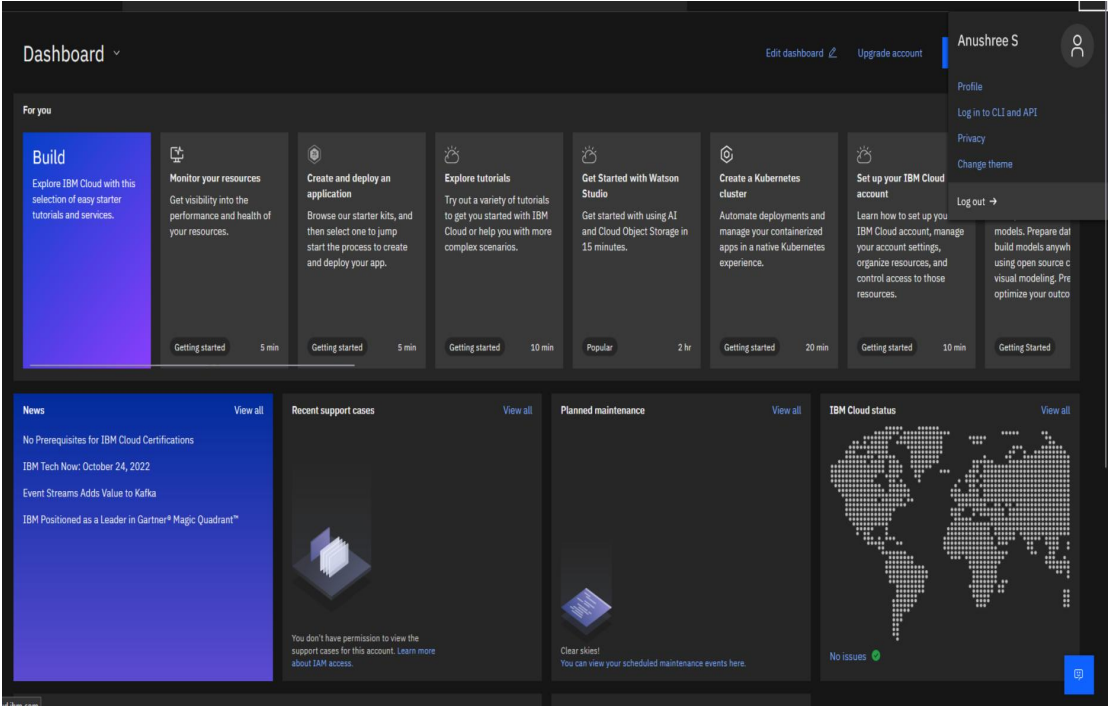 Dashboard
Edit dashboard
Upgrade account
Anushree S
Profile
Log in to CLI and API
Privacy
Change theme
Log out →
For you
Build
Explore IBM Cloud with this
selection of easy starter
tutorials and services.
Monitor your resources
Get visibility into the
performance and health of
your resources.
Getting started
5 min
Create and deploy an
application
Browse our starter kits, and
then select one to jump
start the process to create
and deploy your app.
Getting started
5 min
Explore tutorials
Try out a variety of tutorials
to get you started with IBM
Cloud or help you with more
complex scenarios.
Getting started
10 min
Get Started with Watson
Studio
Get started with using AI
and Cloud Object Storage in
15 minutes.
Popular
2 hr
Create a Kubernetes
cluster
Automate deployments and
manage your containerized
apps in a native Kubernetes
experience.
Getting started
20 min
Set up your IBM Cloud
account
Learn how to set up you
IBM Cloud account, manage
your account settings,
organize resources, and
control access to those
resources.
Getting started
10 min
models. Prepare dat
build models anywh
using open source c
visual modeling. Pre
optimize your outco
Getting Started
News
View all
No Prerequisites for IBM Cloud Certifications
IBM Tech Now: October 24, 2022
Event Streams Adds Value to Kafka
IBM Positioned as a Leader in Gartner® Magic Quadrant™
Recent support cases
View all
You don't have permission to view the
support cases for this account. Learn more
about IAM access.
Planned maintenance
View all
Clear skies!
You can view your scheduled maintenance events here.
IBM Cloud status
View all
No issues